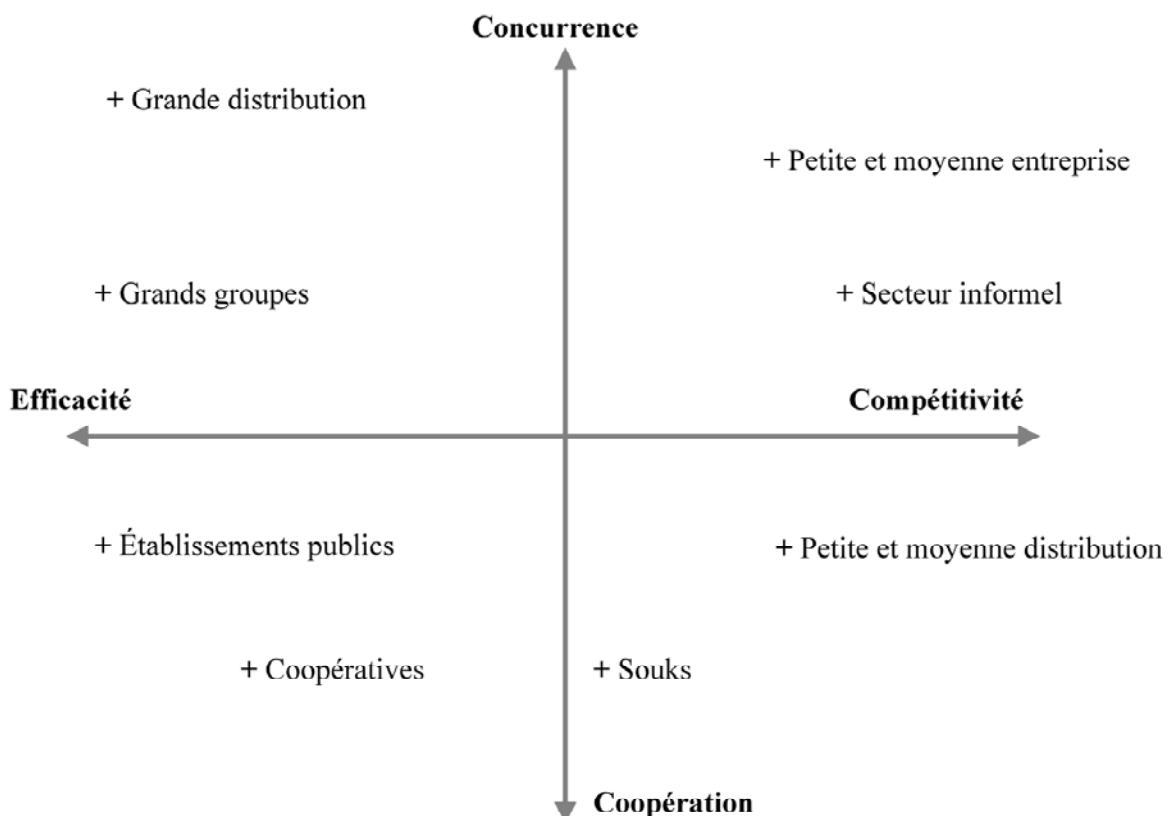 Concurrence
+ Grande distribution
+ Petite et moyenne entreprise
+ Grands groupes
+ Secteur informel
Efficacité
Compétitivité
+ Établissements publics
+ Petite et moyenne distribution
+ Coopératives
+ Souks
Coopération